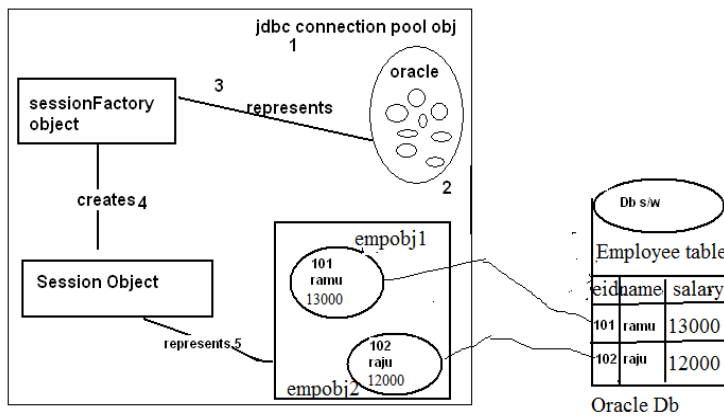 jdbc connection pool obj
1
oracle
3
sessionFactory
object
represents
2
creates 4
Db s/w
empobj1
Employee table
101
ramu
13000
Session Object
eid name salary
101 ramu 13000
represents 5
102
raju
12000
102 raju 12000
empobj2
Oracle Db